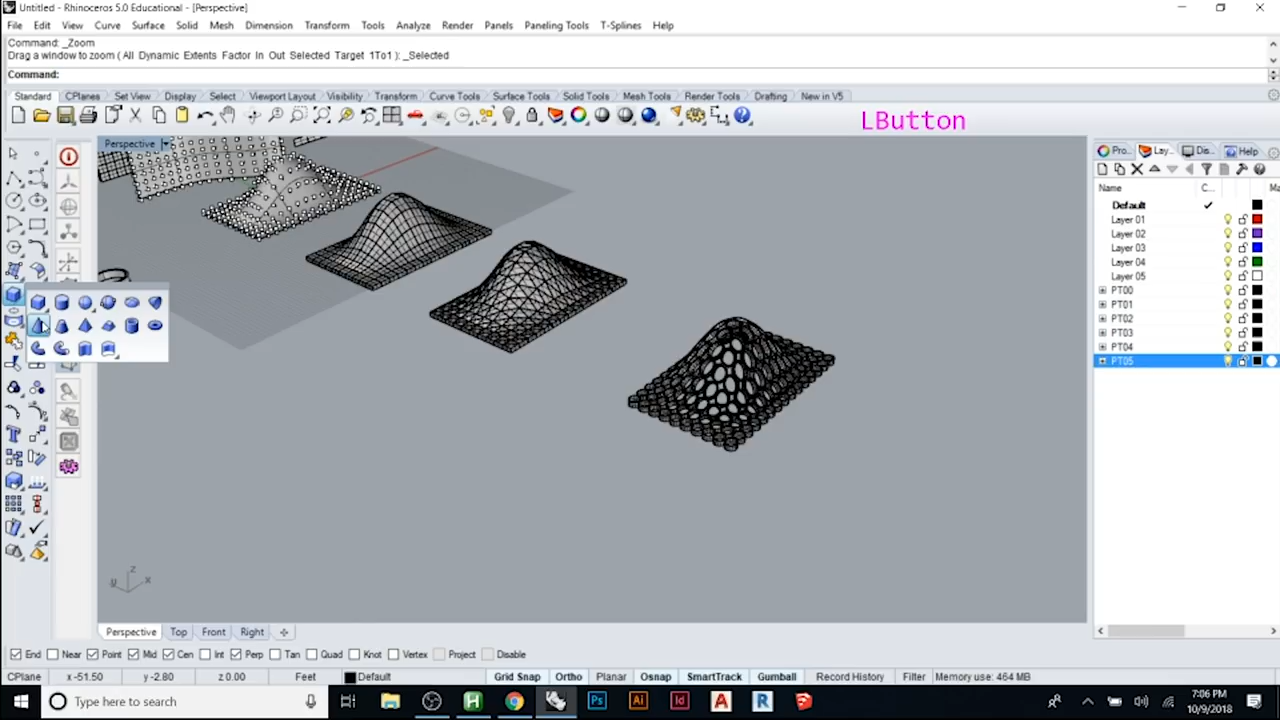 Untitled - Rhinoceros 5.0 Educational - [Perspective]
File Edit View Curve Surface Solid Mesh Dimension Transform Tools Analyze Render Panels Paneling Tools T-Splines Help
Command: _Zoom
Drag a window to zoom ( All Dynamic Extents Factor In Out Selected Target 1To1 ): _Selected
Command:
Standard CPlanes Set View Display Select Viewport Layout Visibility Transform Curve Tools Surface Tools Solid Tools Mesh Tools Render Tools Drafting New in V5
LButton
Perspective
Pro... Lay... Dis... Help
Name C... Ma
Default
Layer 01
Layer 02
Layer 03
Layer 04
Layer 05
PT00
PT01
PT02
PT03
PT04
PT05
z
y x
Perspective Top Front Right
End Near Point Mid Cen Int Perp Tan Quad Knot Vertex Project Disable
CPlane x -51.50 y -2.80 z 0.00 Feet Default Grid Snap Ortho Planar Osnap SmartTrack Gumball Record History Filter Memory use: 464 MB
Type here to search
7:06 PM
10/9/2018